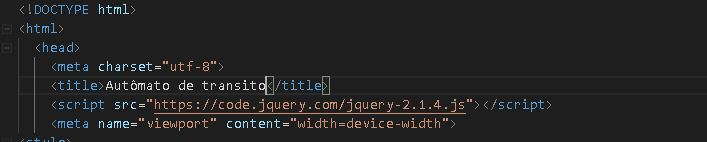 <!DOCTYPE html>
<html>
<head>
<meta charset="utf-8">
<title>Autômato de transito</title>
<script src="https://code.jquery.com/jquery-2.1.4.js"></script>
<meta name="viewport" content="width=device-width">
<style>